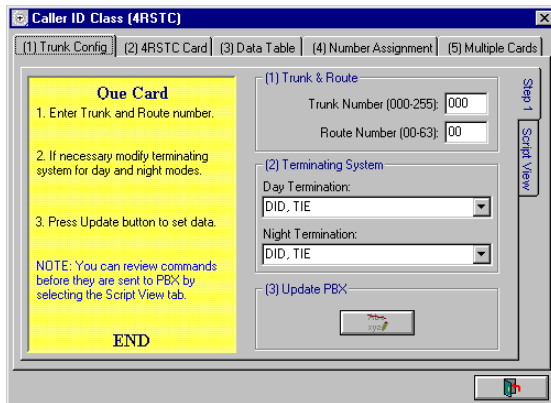 Caller ID Class (4RSTC)
(1) Trunk Config
(2) 4RSTC Card
(3) Data Table
(4) Number Assignment
(5) Multiple Cards
Que Card
1. Enter Trunk and Route number.
2. If necessary modify terminating
system for day and night modes.
3. Press Update button to set data.
NOTE: You can review commands
before they are sent to PBX by
selecting the Script View tab.
END
(1) Trunk & Route
Trunk Number (000-255): 000
Route Number (00-63): 00
(2) Terminating System
Day Termination:
DID, TIE
Night Termination:
DID, TIE
(3) Update PBX
xyz
Step 1
Script View